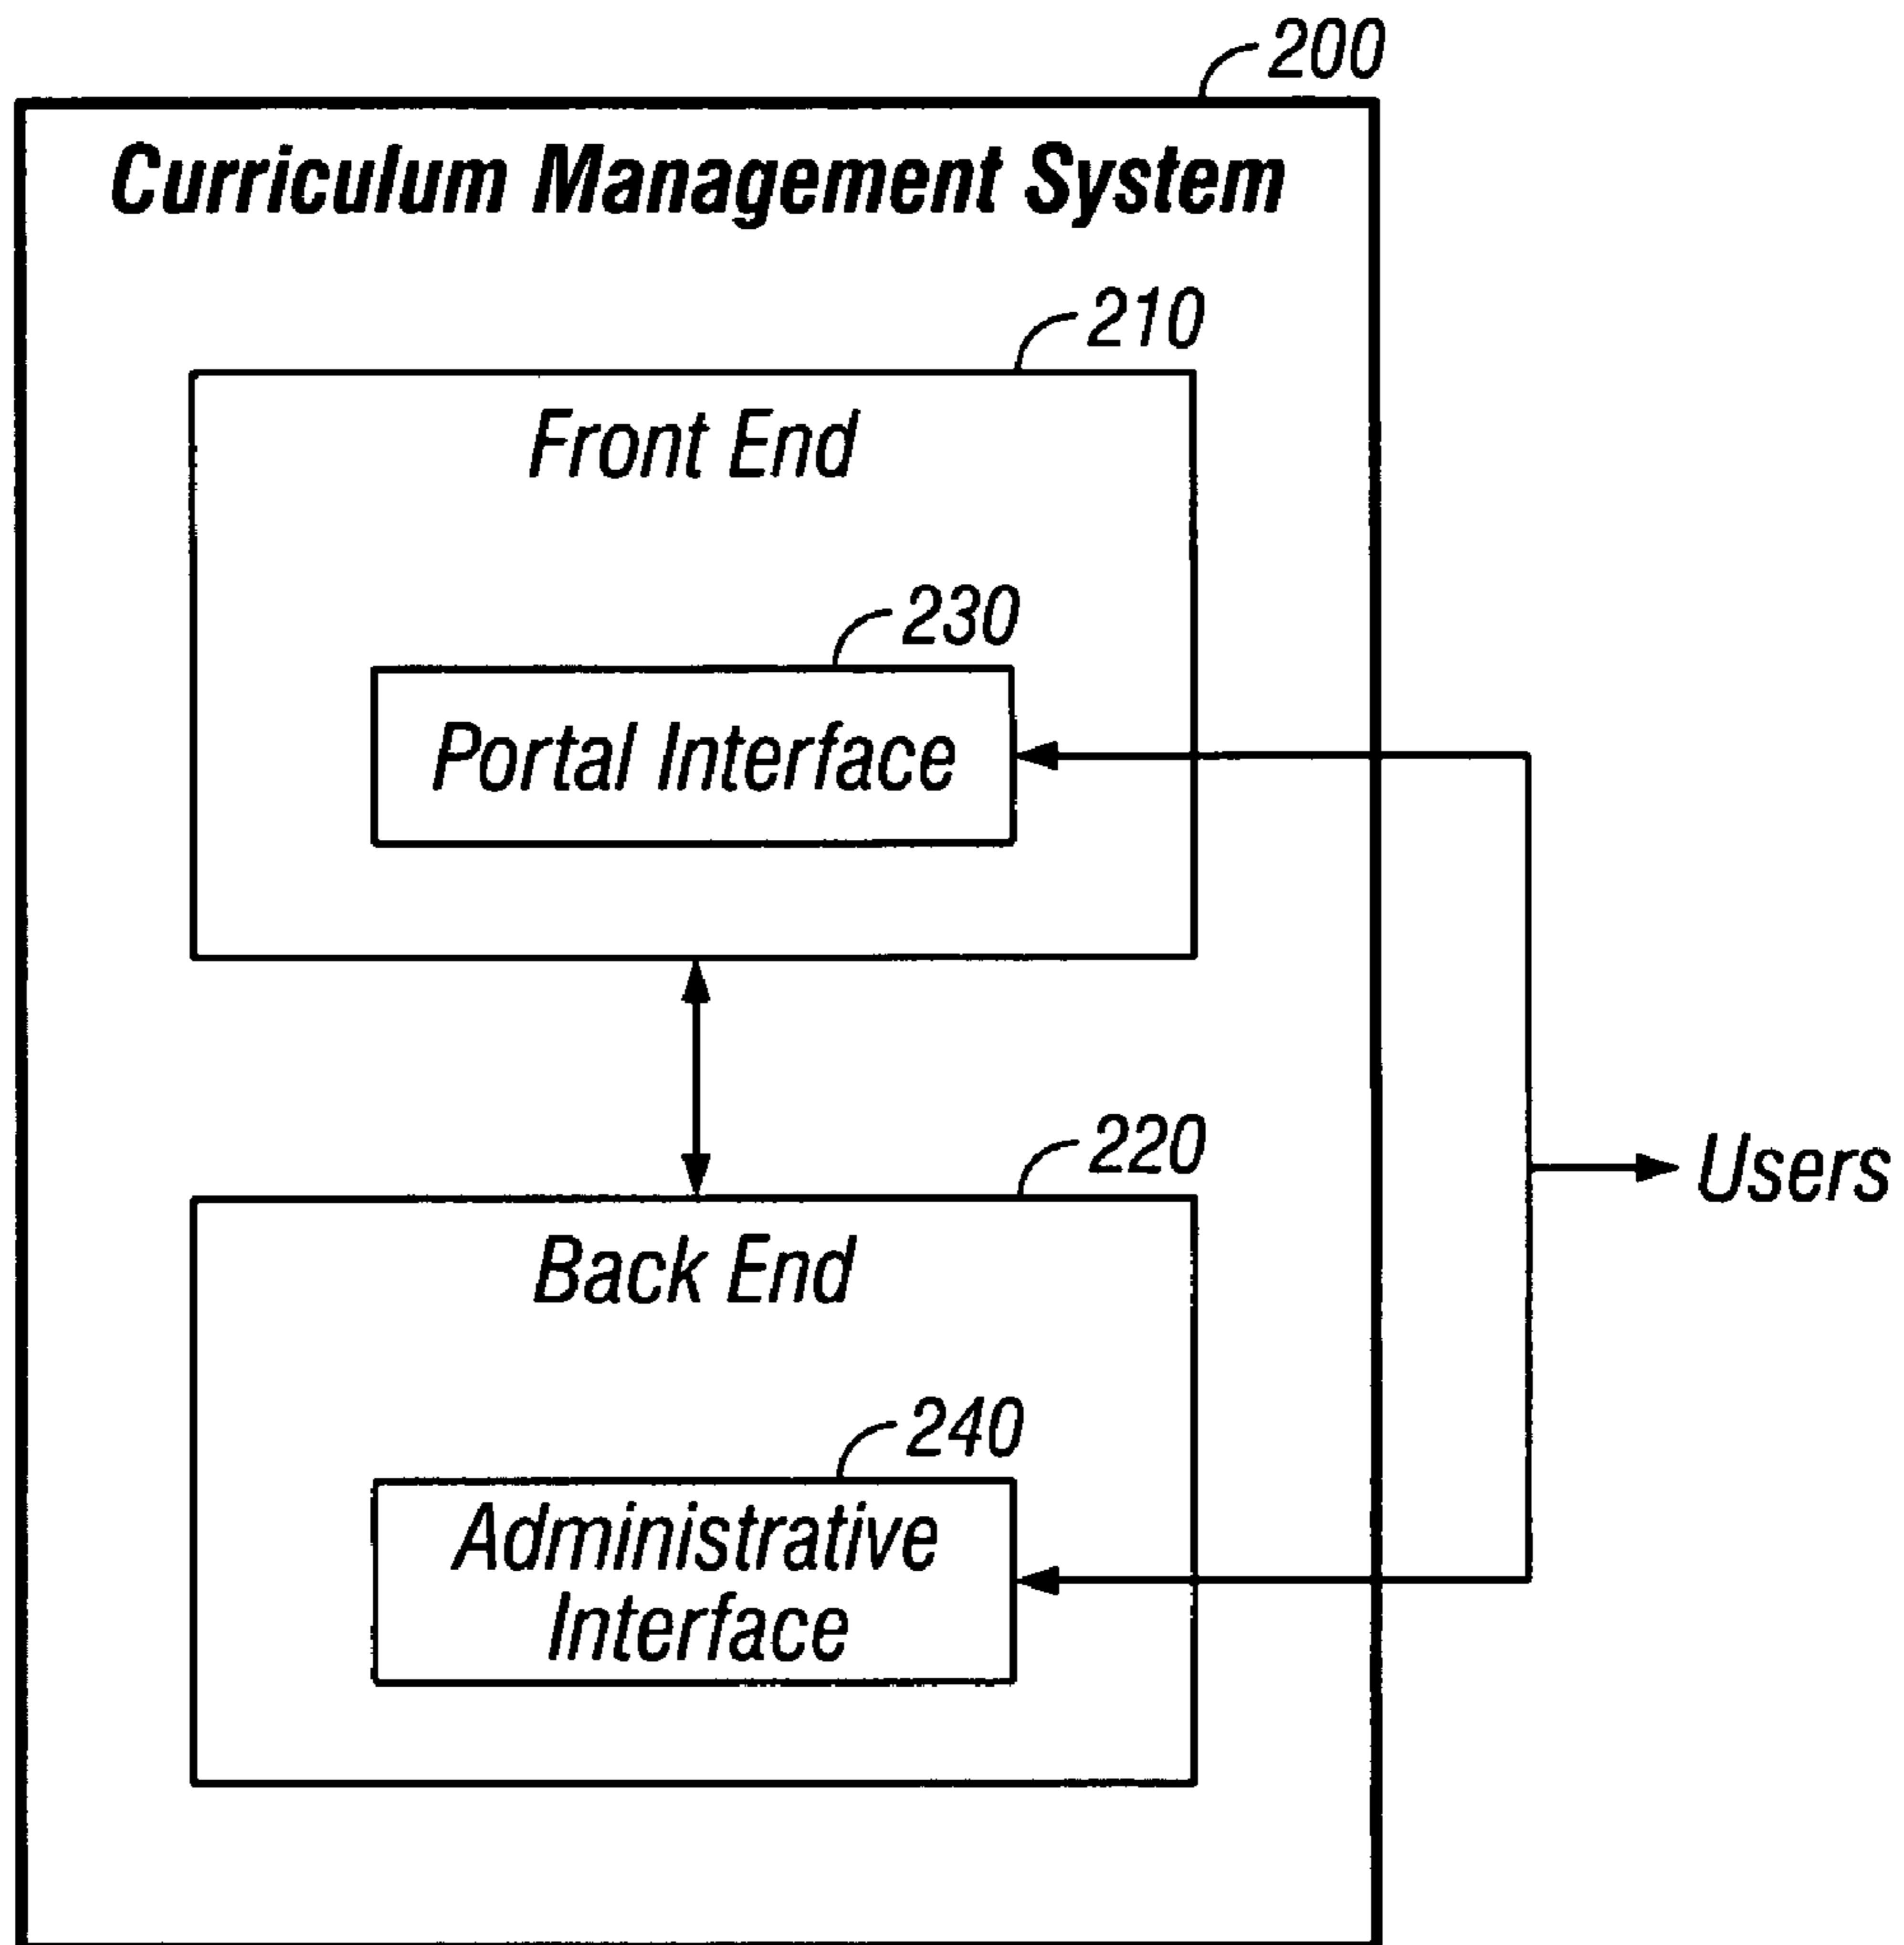 200
Curriculum Management System
210
Front End
230
Portal Interface
220
Users
Back End
240
Administrative
Interface